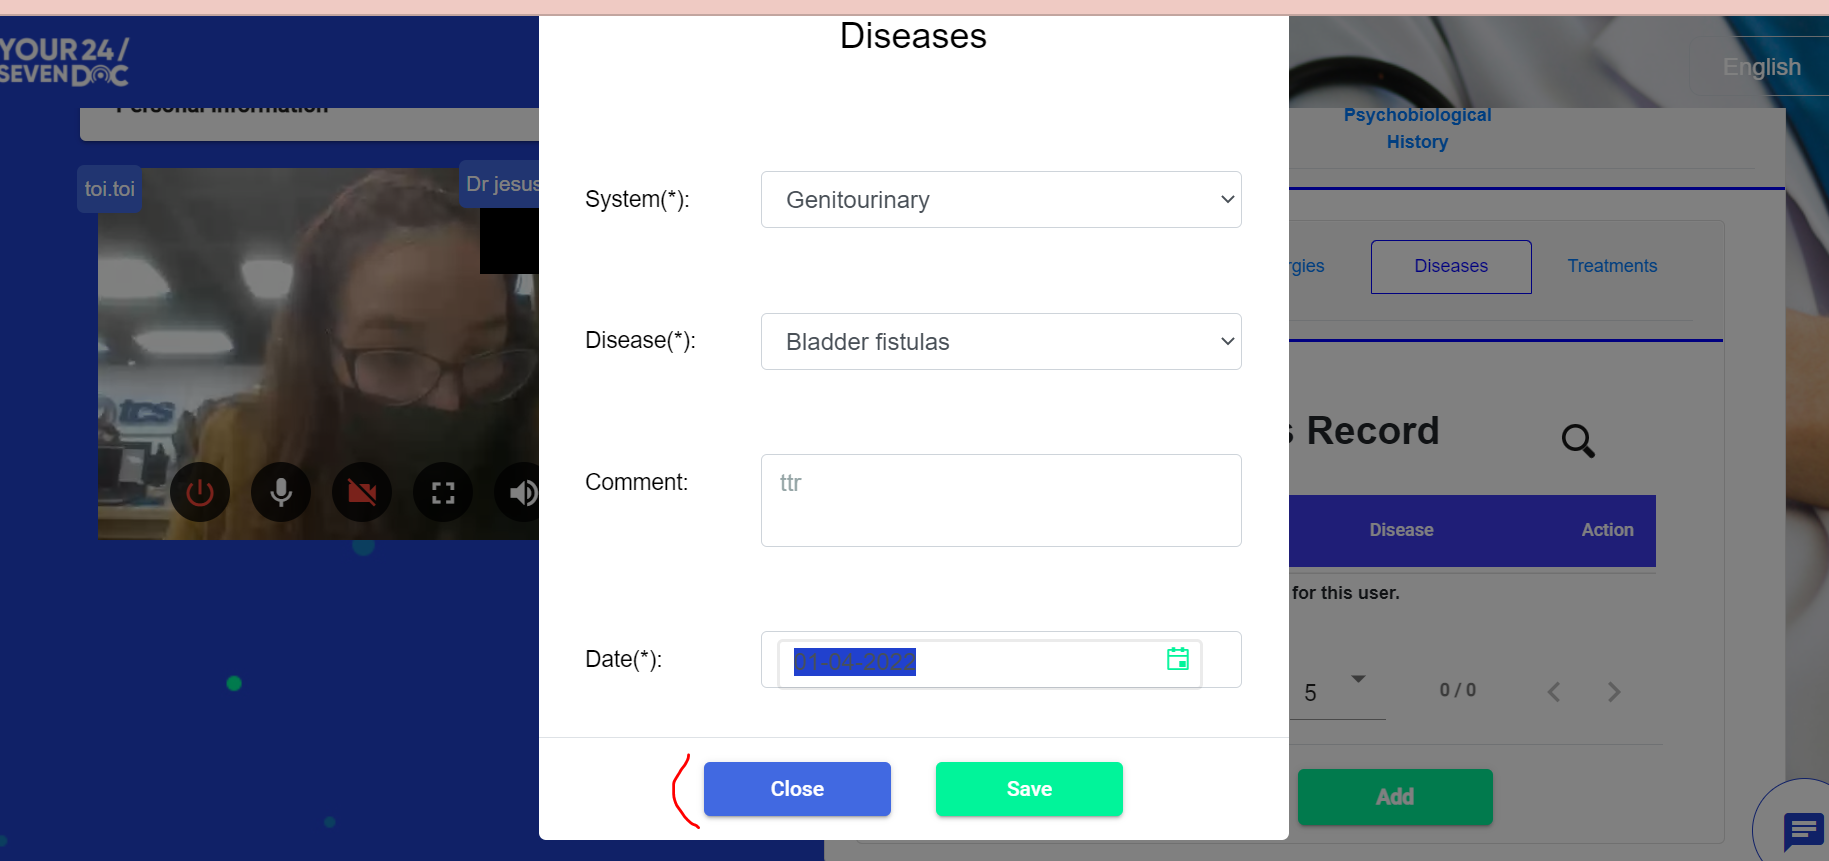 Diseases
YOUR 24/
SEVEN DOC
English
Personal Information
Psychobiological
History
toi.toi
Dr jesus
System(*):
Genitourinary
rgies
Diseases
Treatments
Disease(*):
Bladder fistulas
tcs
s Record
Comment:
ttr
Disease
Action
for this user.
Date(*):
01-04-2022
5
0 / 0
Close
Save
Add